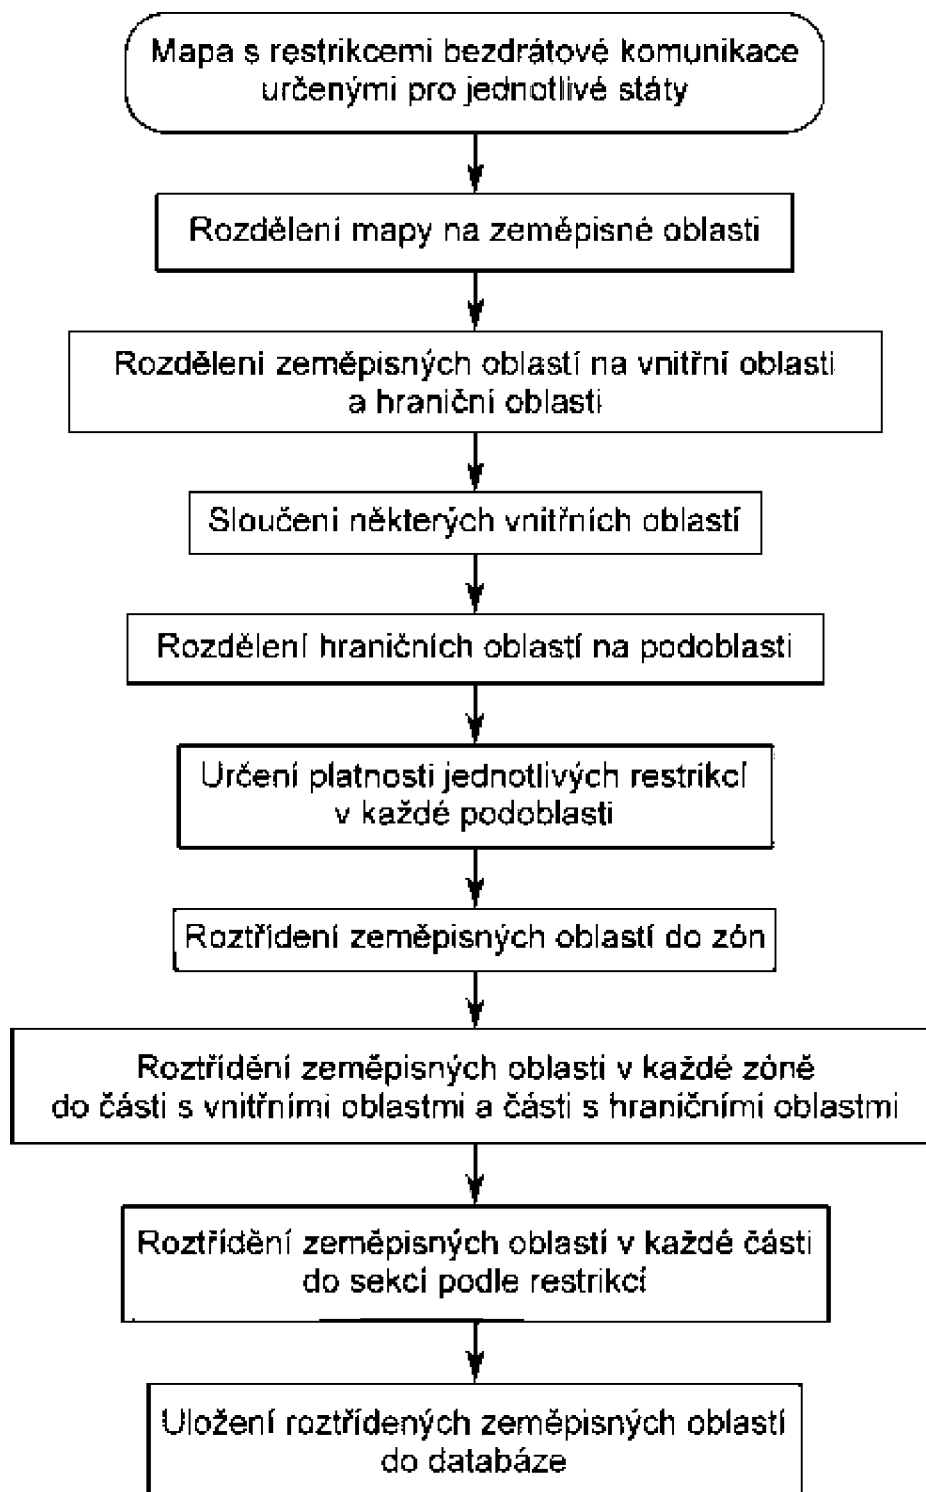 Mapa s restrikcemi bezdrátové komunikace
určenými pro jednotlivé státy
Rozdělení mapy na zeměpisné oblasti
Rozdělení zeměpisných oblastí na vnitřní oblasti
a hraniční oblasti
Sloučení některých vnitřních oblastí
Rozdělení hraničních oblastí na podoblasti
Určení platnosti jednotlivých restrikcí
v každé podoblasti
Roztřídení zeměpisných oblastí do zón
Roztřídění zeměpisných oblasti v každé zóně
do části s vnitřními oblastmi a části s hraničními oblastmi
Roztřídění zeměpisných oblastí v každé části
do sekcí podle restrikcí
Uložení roztřídených zeměpisných oblastí
do databáze